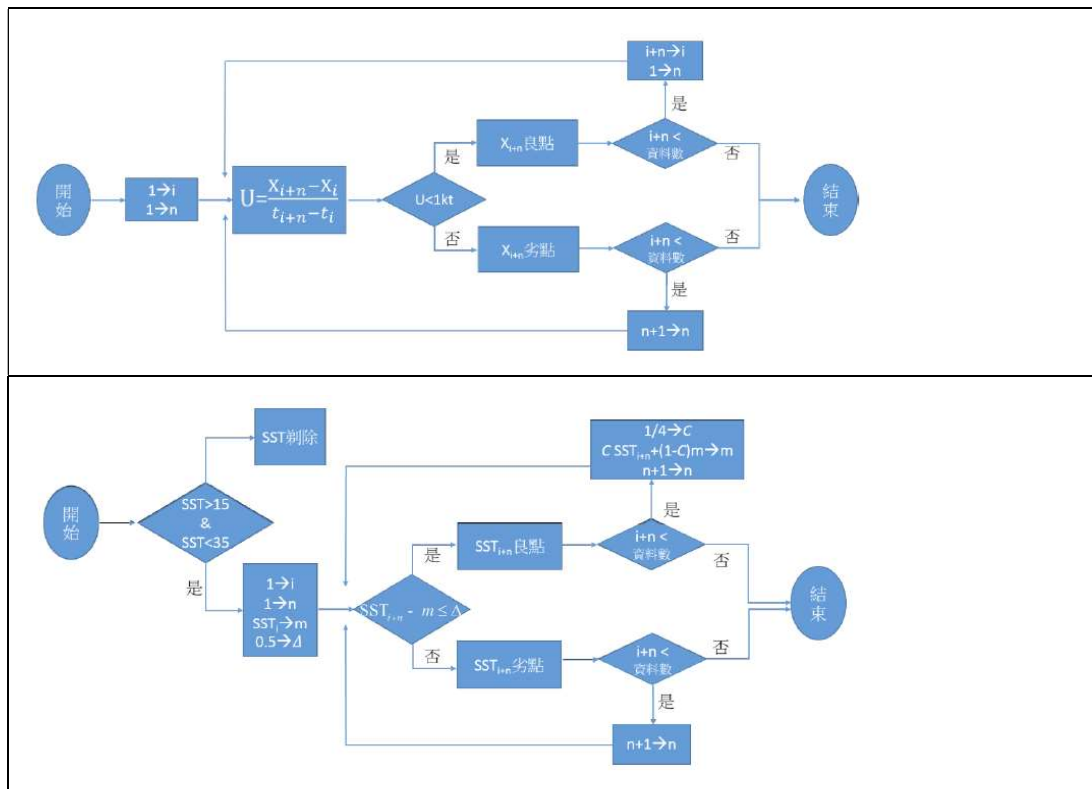 開
始
1→i
1→n
U=\frac{X_{i+n}-X_i}{t_{i+n}-t_i}
U<1kt
是
X_{i+n}良點
i+n <
資料數
是
i+n→i
1→n
否
否
X_{i+n}劣點
i+n <
資料數
否
是
n+1→n
結
束
開
始
SST>15
&
SST<35
SST剃除
是
1→i
1→n
SST_i→m
0.5→Δ
SST_{i+n} - m ≤ Δ
是
SST_{i+n}良點
i+n <
資料數
是
1/4→C
C SST_{i+n}+(1-C)m→m
n+1→n
否
否
SST_{i+n}劣點
i+n <
資料數
否
是
n+1→n
結
束